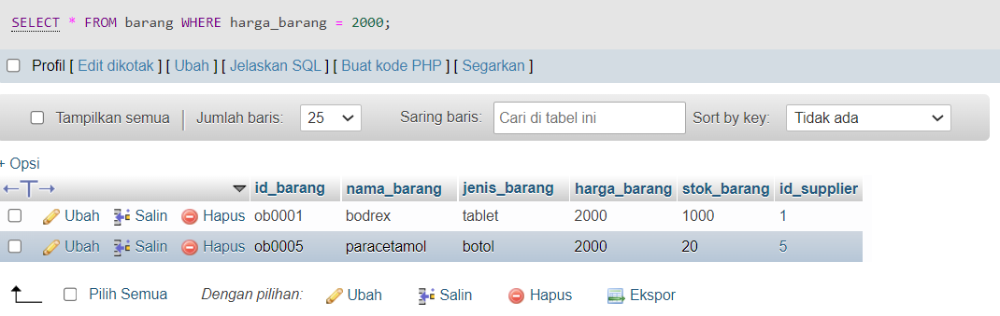 SELECT * FROM barang WHERE harga_barang = 2000;
Profil [ Edit dikotak ] [ Ubah ] [ Jelaskan SQL ] [ Buat kode PHP ] [ Segarkan ]
Tampilkan semua | Jumlah baris: 25 Saring baris: Cari di tabel ini Sort by key: Tidak ada
+ Opsi
←T→ id_barang nama_barang jenis_barang harga_barang stok_barang id_supplier
Ubah Salin Hapus ob0001 bodrex tablet 2000 1000 1
Ubah Salin Hapus ob0005 paracetamol botol 2000 20 5
Pilih Semua Dengan pilihan: Ubah Salin Hapus Ekspor